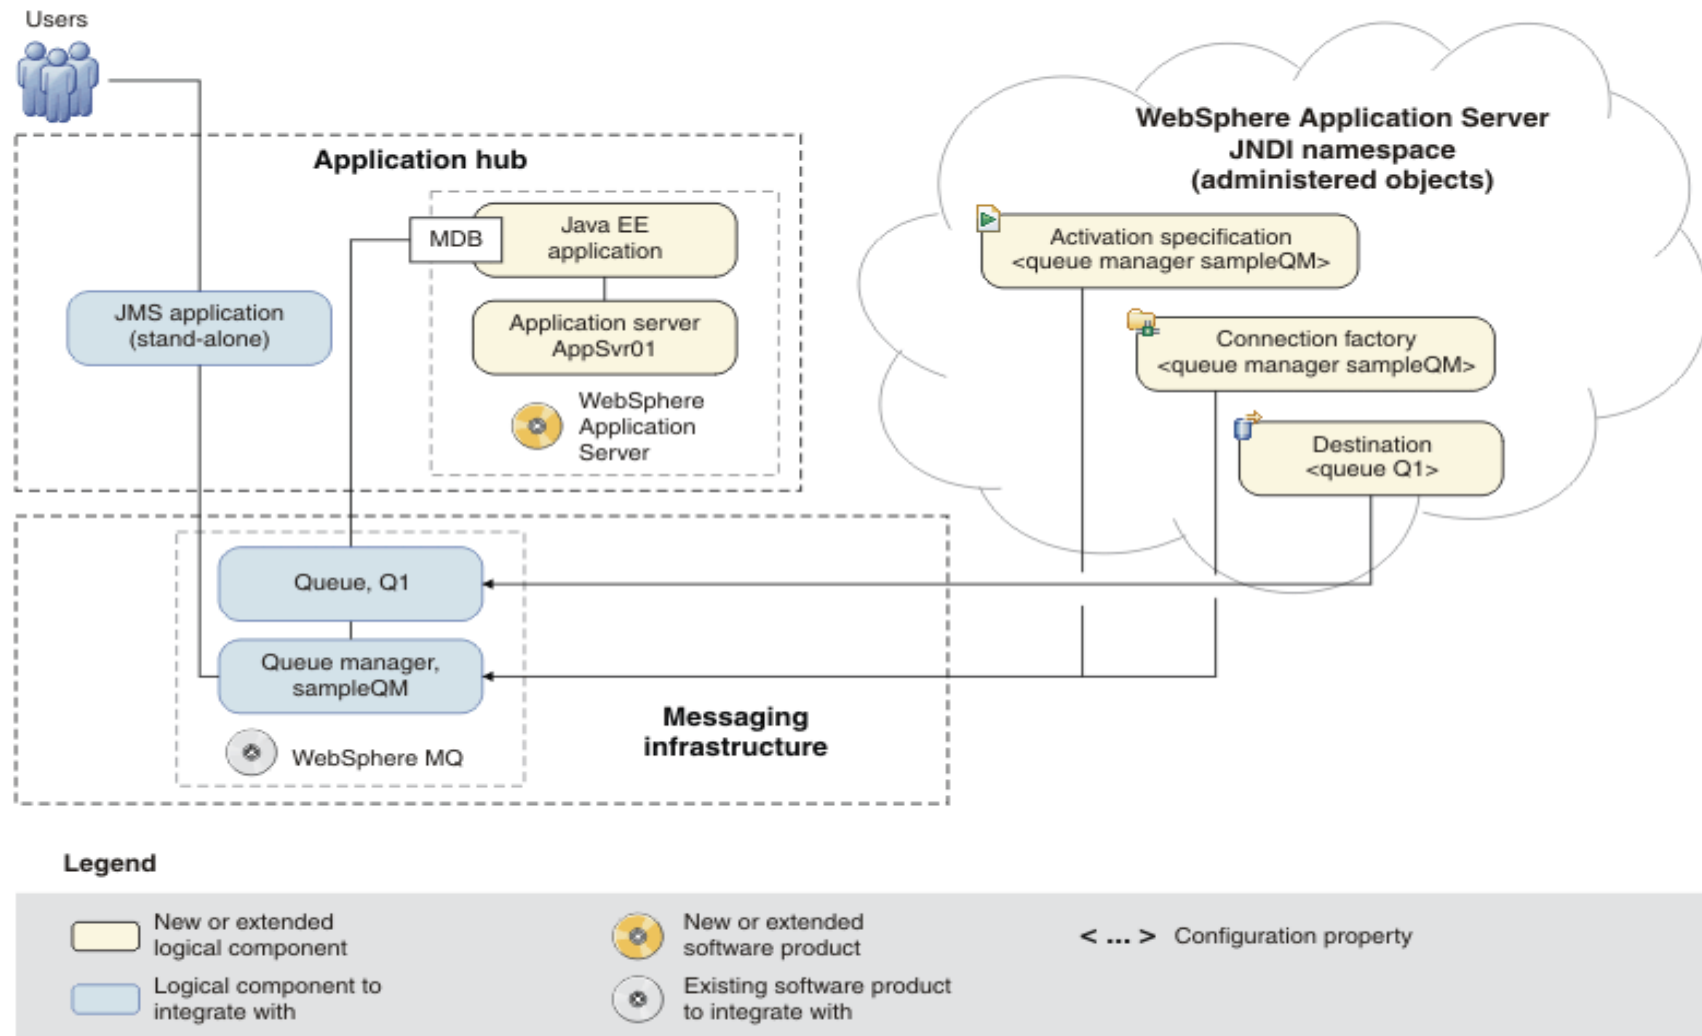 Users
Application hub
MDB
Java EE
application
JMS application
(stand-alone)
Application server
AppSvr01
WebSphere
Application
Server
WebSphere Application Server
JNDI namespace
(administered objects)
Activation specification
<queue manager sampleQM>
Connection factory
<queue manager sampleQM>
Destination
<queue Q1>
Queue, Q1
Queue manager,
sampleQM
WebSphere MQ
Messaging
infrastructure
Legend
New or extended
logical component
Logical component to
integrate with
New or extended
software product
Existing software product
to integrate with
< ... > Configuration property